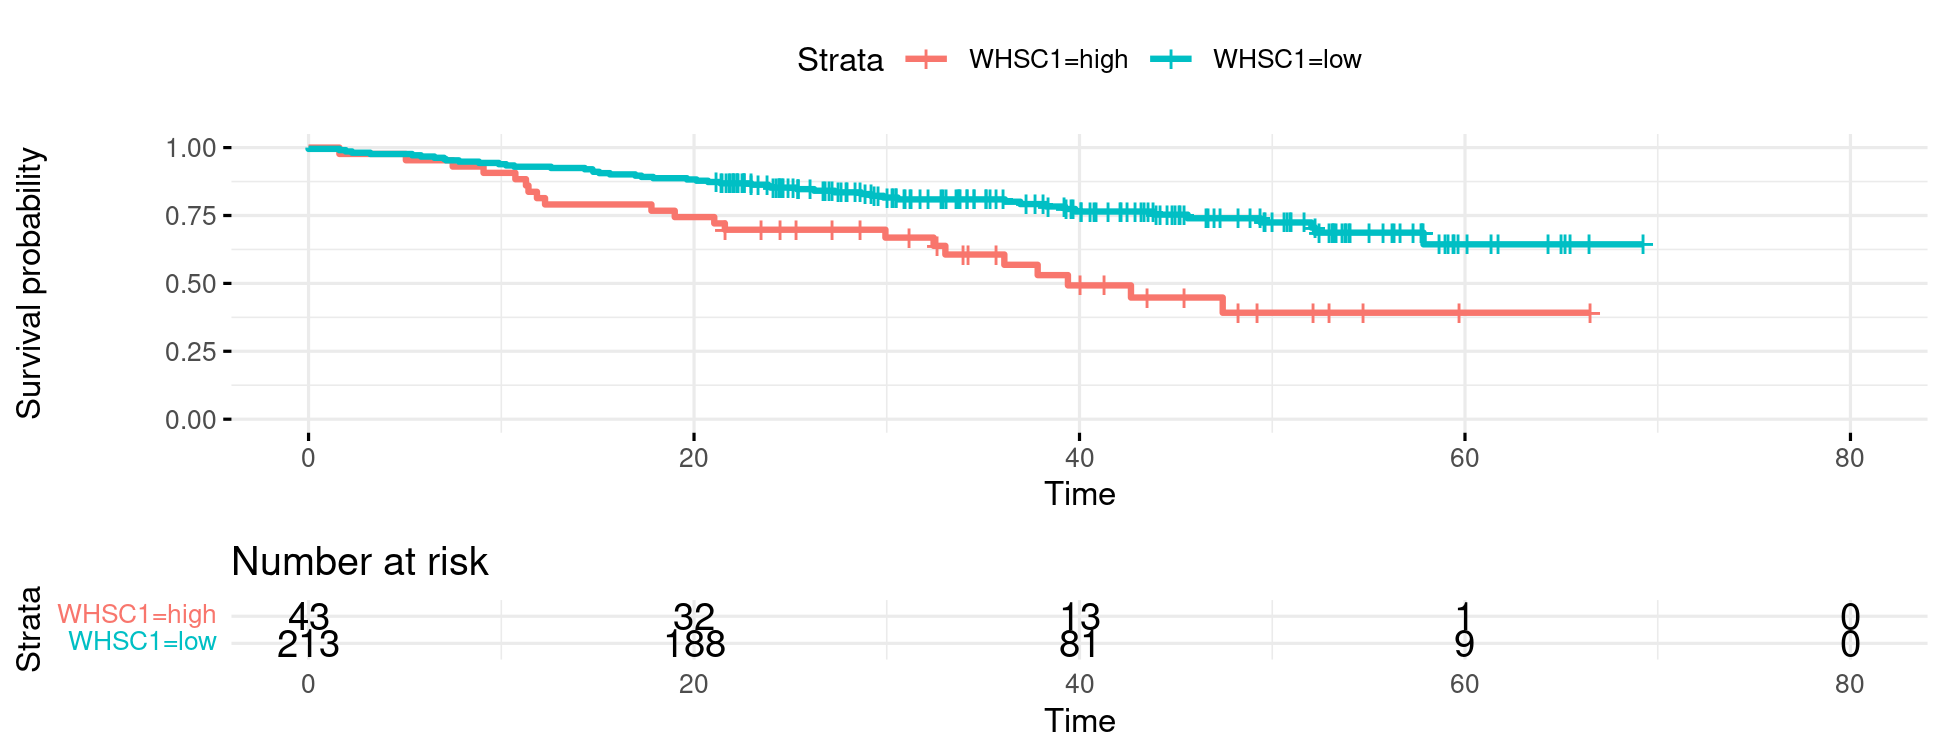 Strata WHSC1=high WHSC1=low
Survival probability
1.00
0.75
0.50
0.25
0.00
0 20 40 60 80
Time
Number at risk
Strata
WHSC1=high 43 32 13 1 0
WHSC1=low 213 188 81 9 0
0 20 40 60 80
Time